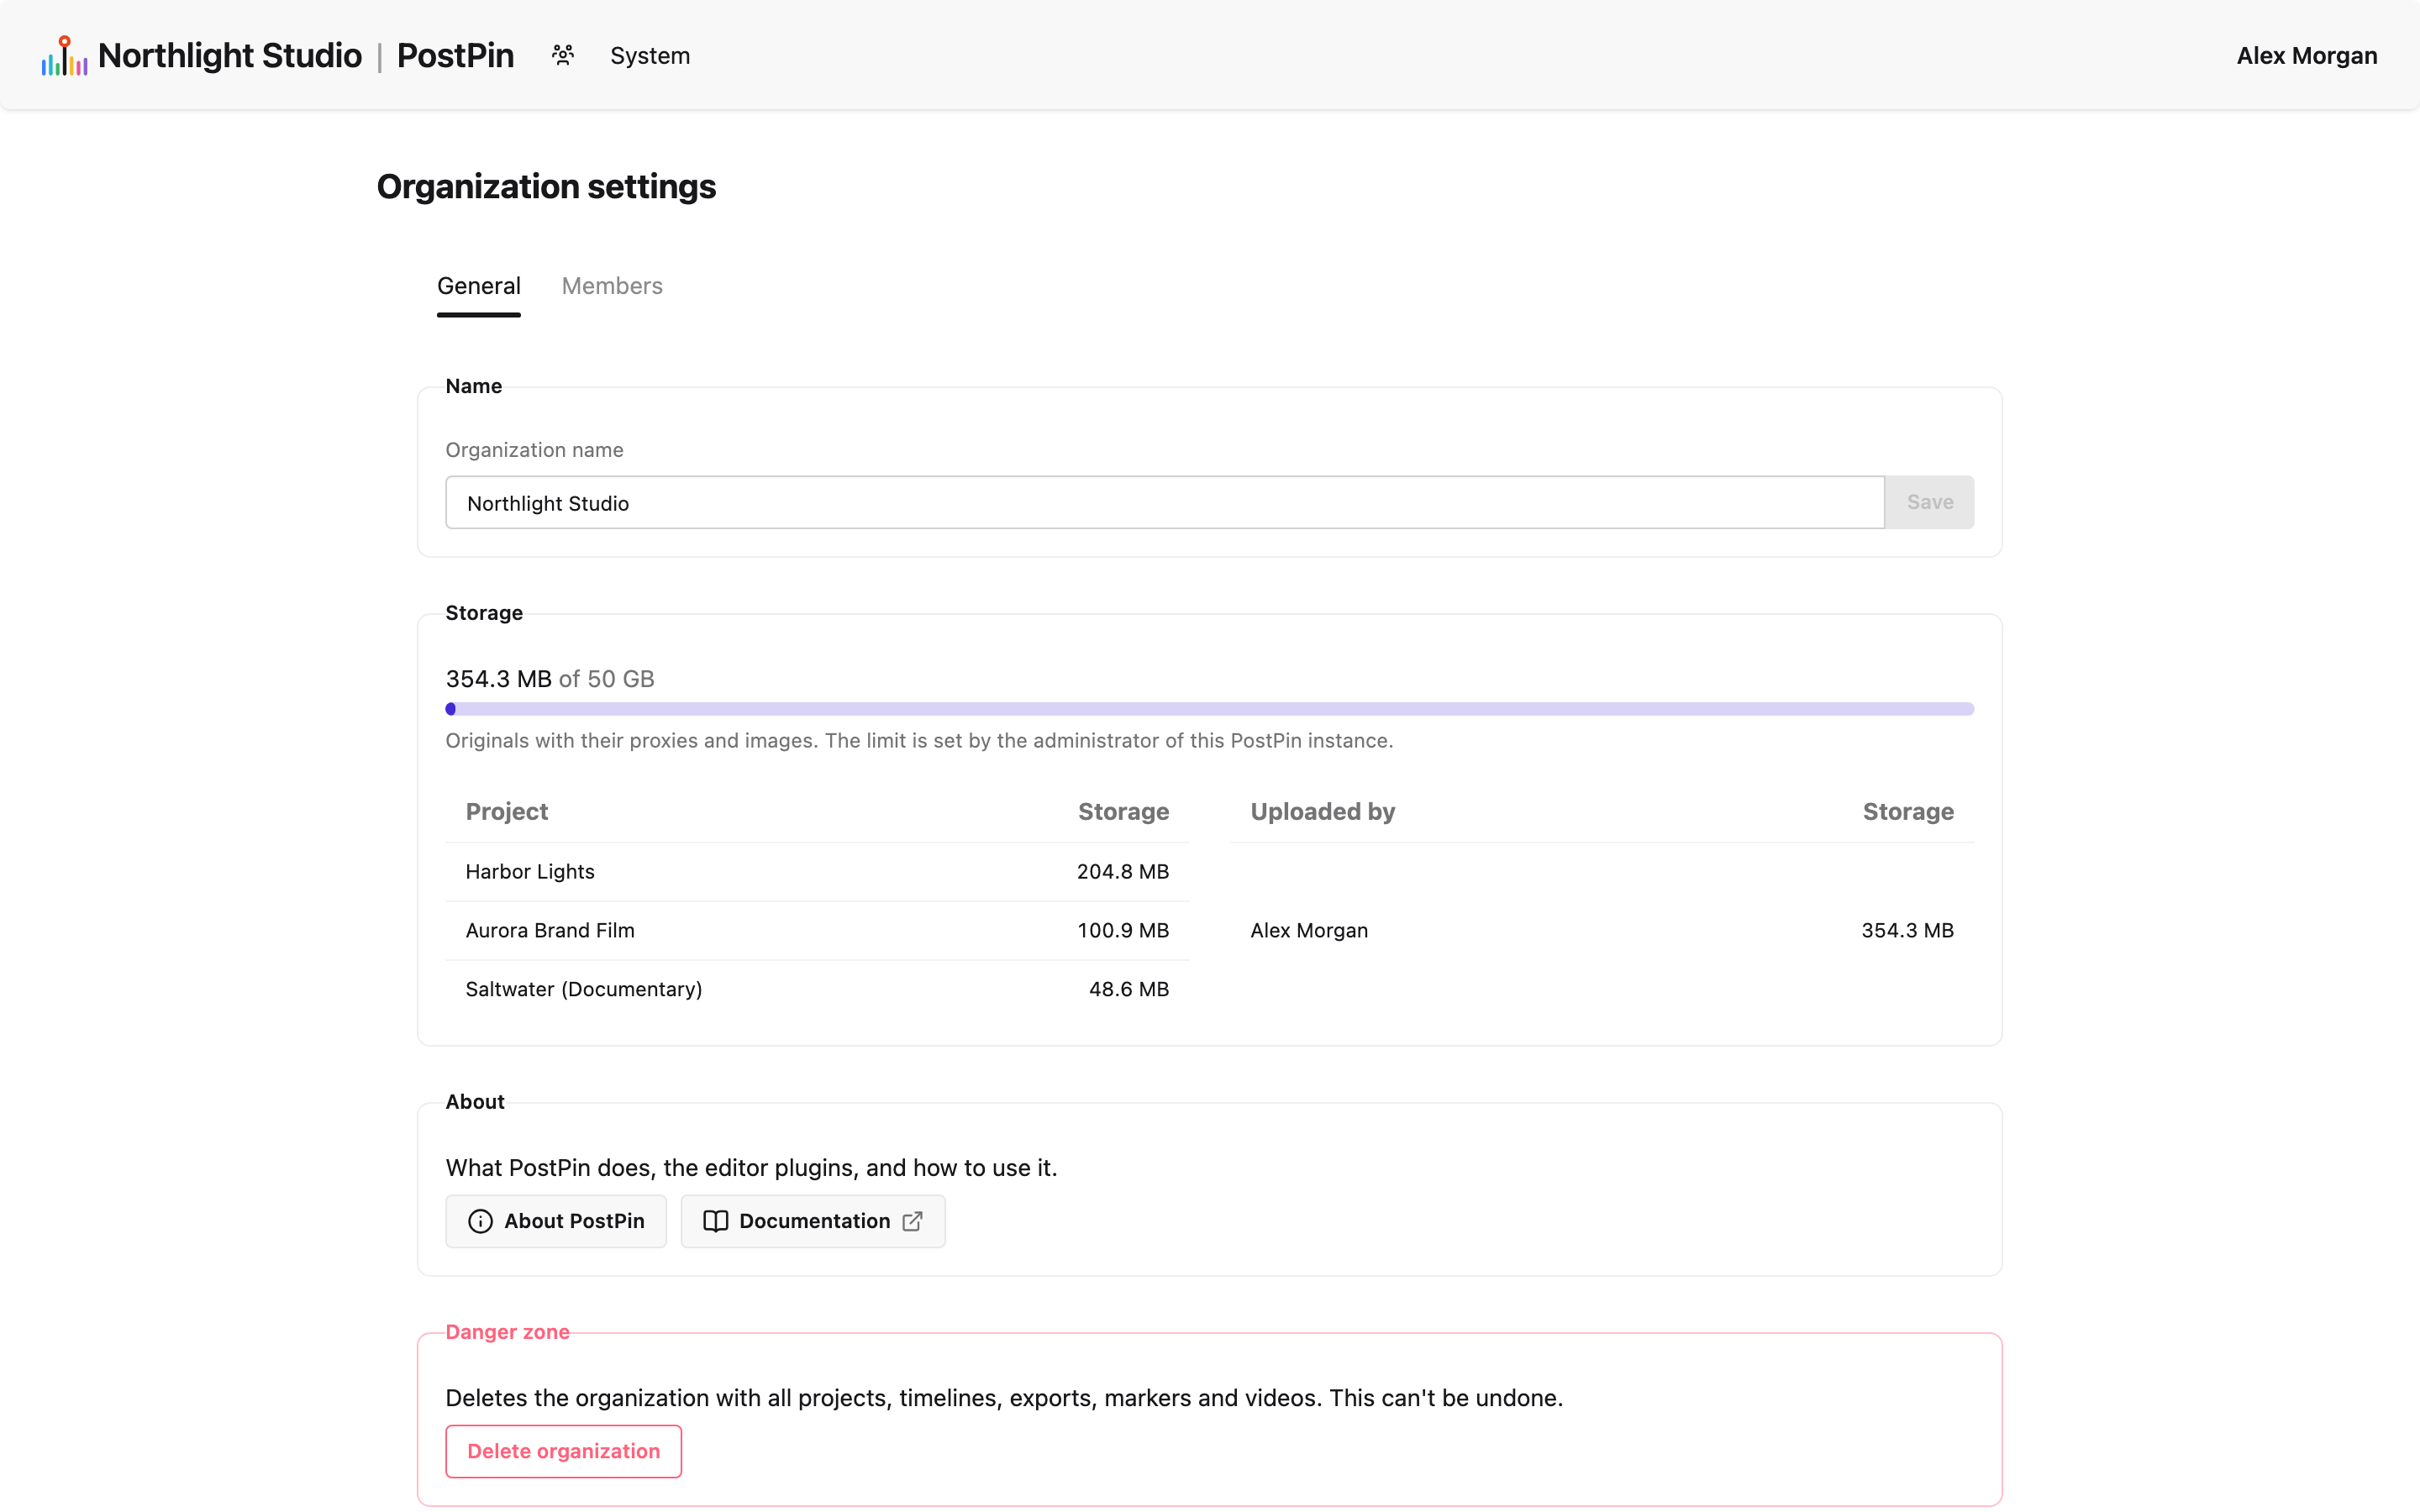 Northlight Studio | PostPin System Alex Morgan
Organization settings
General Members
Name
Organization name
Northlight Studio Save
Storage
354.3 MB of 50 GB
Originals with their proxies and images. The limit is set by the administrator of this PostPin instance.
Project Storage Uploaded by Storage
Harbor Lights 204.8 MB
Aurora Brand Film 100.9 MB Alex Morgan 354.3 MB
Saltwater (Documentary) 48.6 MB
About
What PostPin does, the editor plugins, and how to use it.
About PostPin Documentation
Danger zone
Deletes the organization with all projects, timelines, exports, markers and videos. This can't be undone.
Delete organization